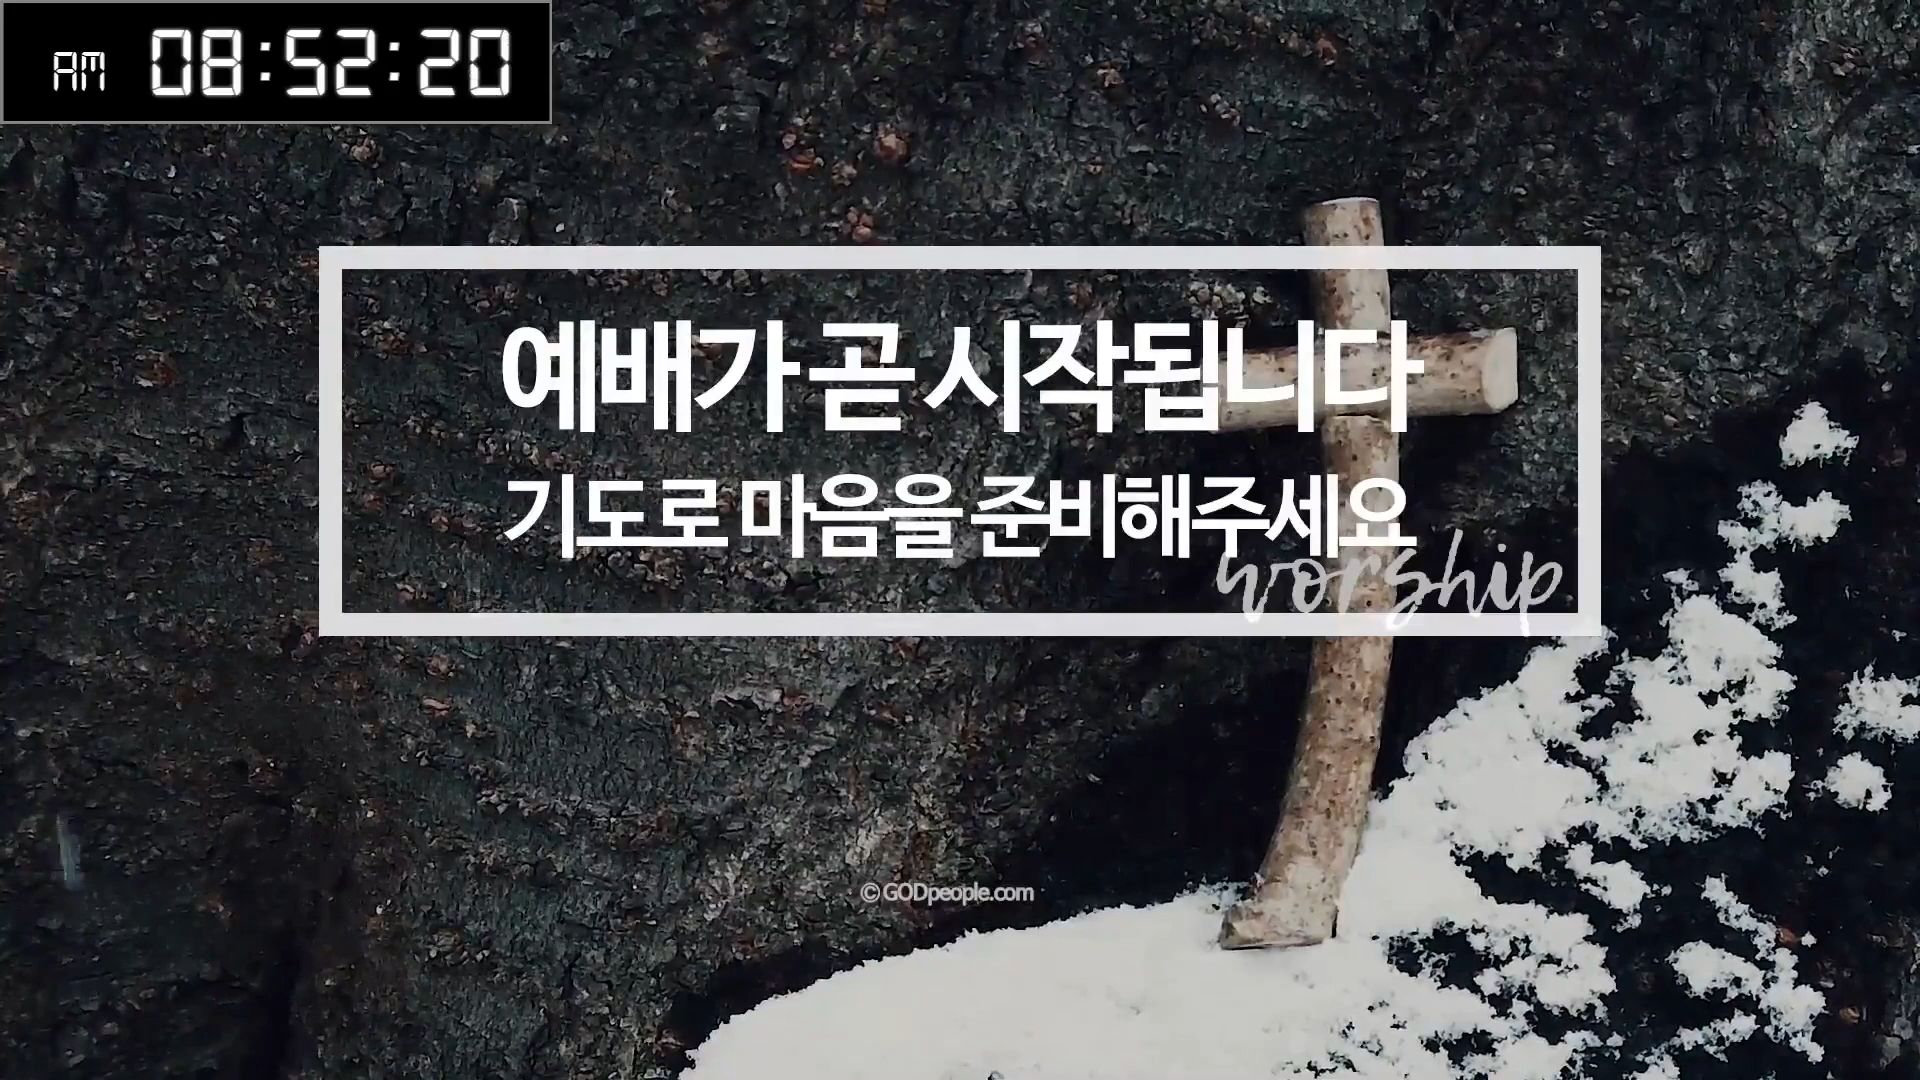 AM 08:52:20
예배가 곧 시작됩니다
기도로 마음을 준비해주세요
worship
© GODpeople.com